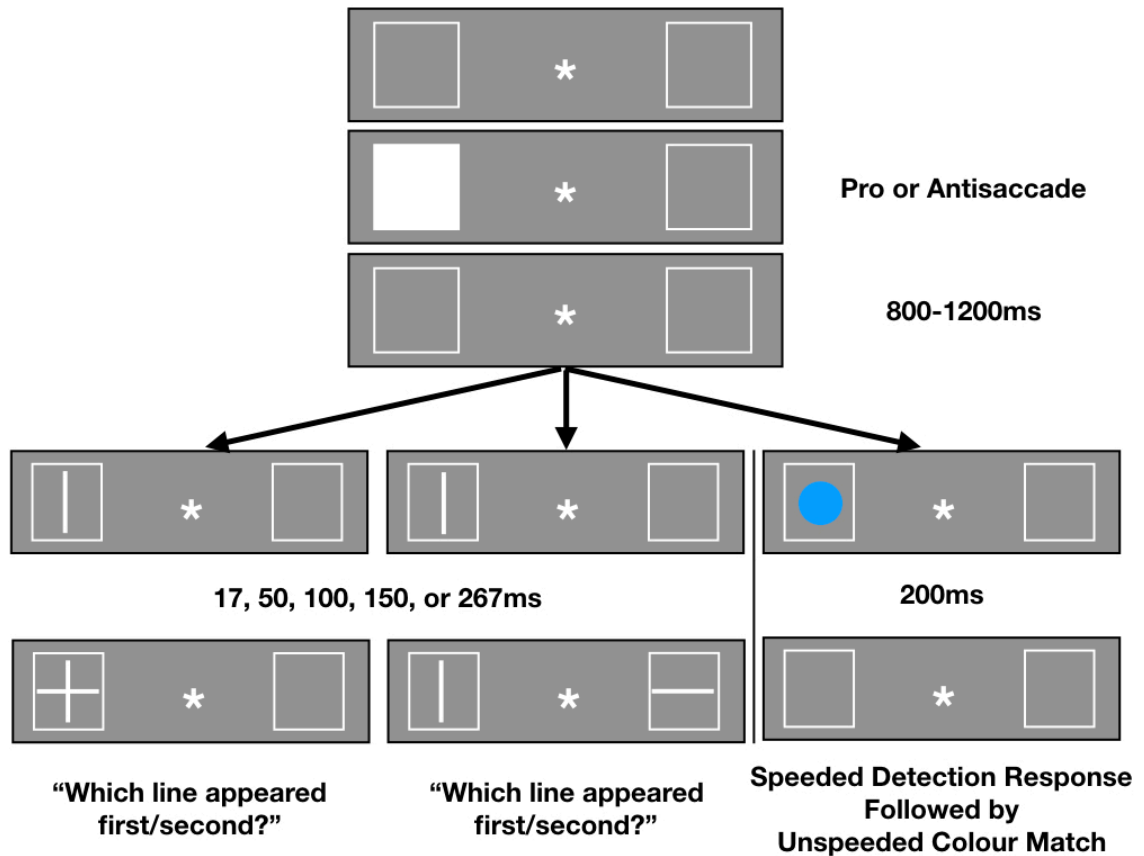 Pro or Antisaccade
800-1200ms
17, 50, 100, 150, or 267ms
200ms
“Which line appeared
first/second?”
“Which line appeared
first/second?”
Speeded Detection Response
Followed by
Unspeeded Colour Match